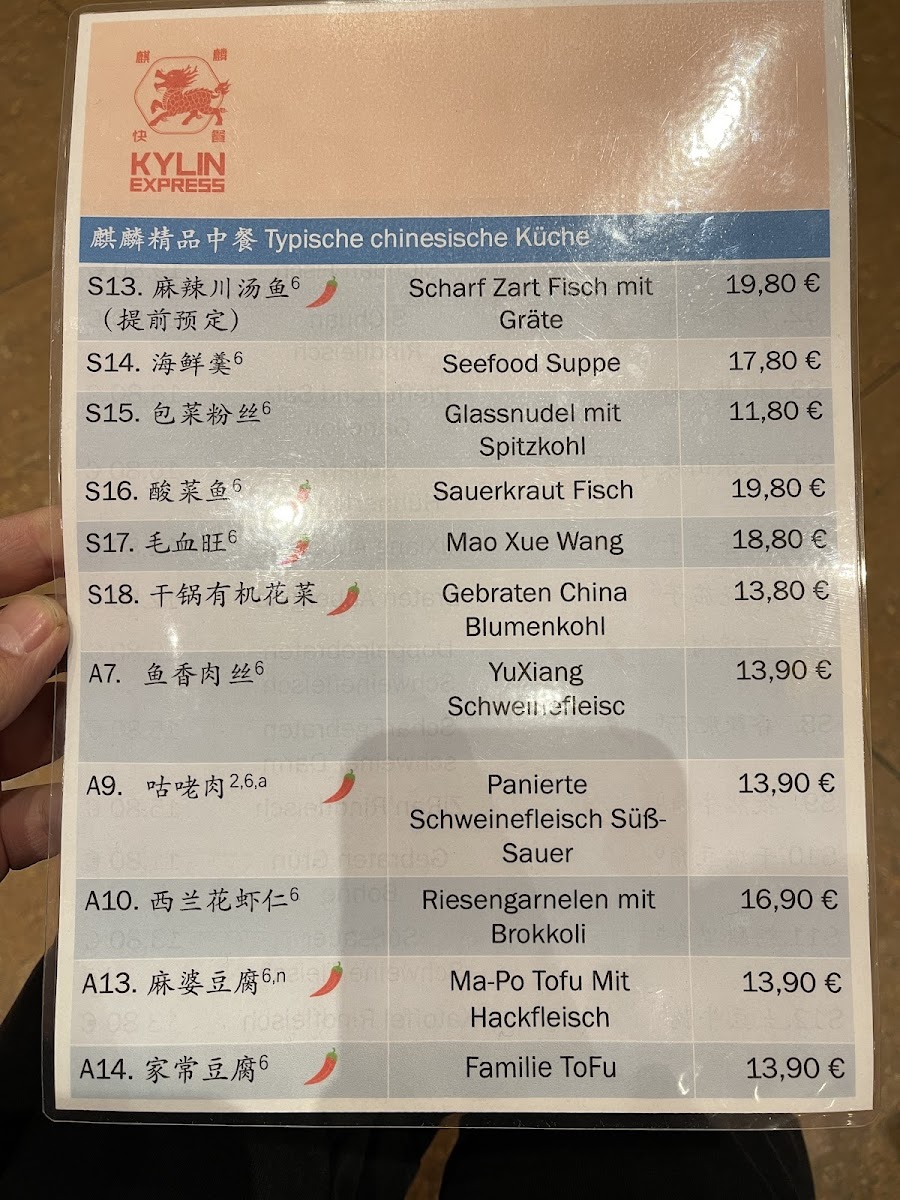 麒 麟
快 餐
KYLIN
EXPRESS
麒麟精品中餐 Typische chinesische Küche
S13. 麻辣川汤鱼6 Scharf Zart Fisch mit 19,80 €
(提前预定) Gräte
S14. 海鲜羹6 Seefood Suppe 17,80 €
S15. 包菜粉丝6 Glassnudel mit 11,80 €
Spitzkohl
S16. 酸菜鱼6 Sauerkraut Fisch 19,80 €
S17. 毛血旺6 Mao Xue Wang 18,80 €
S18. 干锅有机花菜 Gebraten China 13,80 €
Blumenkohl
A7. 鱼香肉丝6 YuXiang 13,90 €
Schweinefleisc
A9. 咕咾肉2,6,a Panierte 13,90 €
Schweinefleisch Süß-
Sauer
A10. 西兰花虾仁6 Riesengarnelen mit 16,90 €
Brokkoli
A13. 麻婆豆腐6,n Ma-Po Tofu Mit 13,90 €
Hackfleisch
A14. 家常豆腐6 Familie ToFu 13,90 €